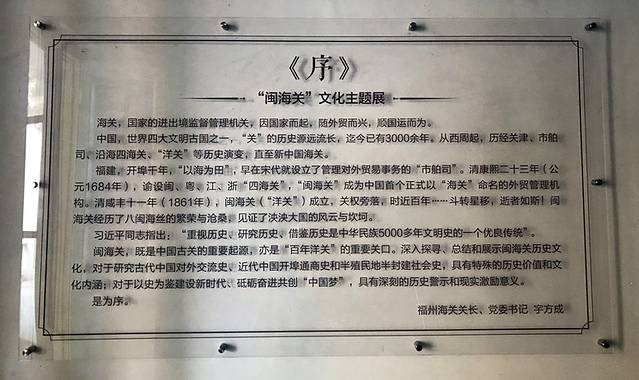 《序》
“闽海关”文化主题展
海关，国家的进出境监督管理机关，因国家而起，随外贸而兴，顺国运而为。
中国，世界四大文明古国之一，“关”的历史源远流长，迄今已有3000余年。从西周起，历经关津、市舶
司、沿海四海关、“洋关”等历史演变，直至新中国海关。
福建，开埠千年，“以海为田”，早在宋代就设立了管理对外贸易事务的“市舶司”。清康熙二十三年（公
元1684年），谕设闽、粤、江、浙“四海关”，“闽海关”成为中国首个正式以“海关”命名的外贸管理机
构。清咸丰十一年（1861年），闽海关（“洋关”）成立，关权旁落，时近百年……斗转星移，逝者如斯！闽
海关经历了八闽海丝的繁荣与沧桑，见证了泱泱大国的风云与坎坷。
习近平同志指出，“重视历史、研究历史、借鉴历史是中华民族5000多年文明史的一个优良传统”。
闽海关，既是中国古关的重要起源，亦是“百年洋关”的重要关口。深入探寻、总结和展示闽海关历史文
化，对于研究古代中国对外交流史、近代中国开埠通商史和半殖民地半封建社会史，具有特殊的历史价值和文
化内涵；对于以史为鉴建设新时代、砥砺奋进共创“中国梦”，具有深刻的历史警示和现实激励意义。
是为序。
福州海关关长、党委书记 宇方成